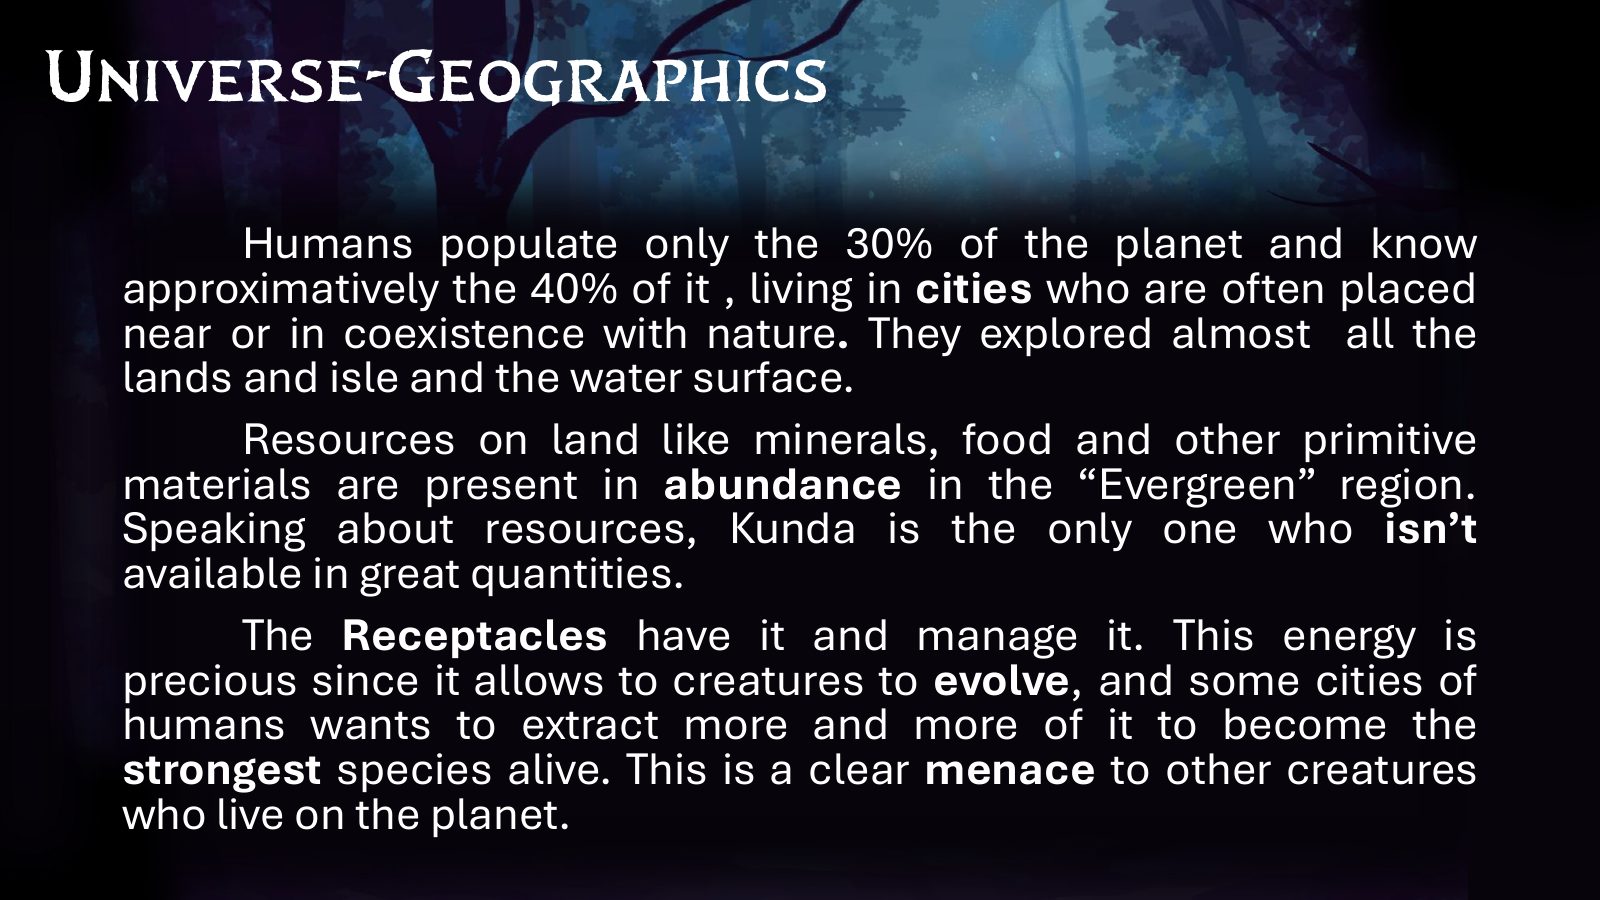 Universe-Geographics
Humans populate only the 30% of the planet and know
approximatively the 40% of it , living in cities who are often placed
near or in coexistence with nature. They explored almost  all the
lands and isle and the water surface.
Resources on land like minerals, food and other primitive
materials are present in abundance in the “Evergreen” region.
Speaking about resources, Kunda is the only one who isn’t
available in great quantities.
The Receptacles have it and manage it. This energy is
precious since it allows to creatures to evolve, and some cities of
humans wants to extract more and more of it to become the
strongest species alive. This is a clear menace to other creatures
who live on the planet.